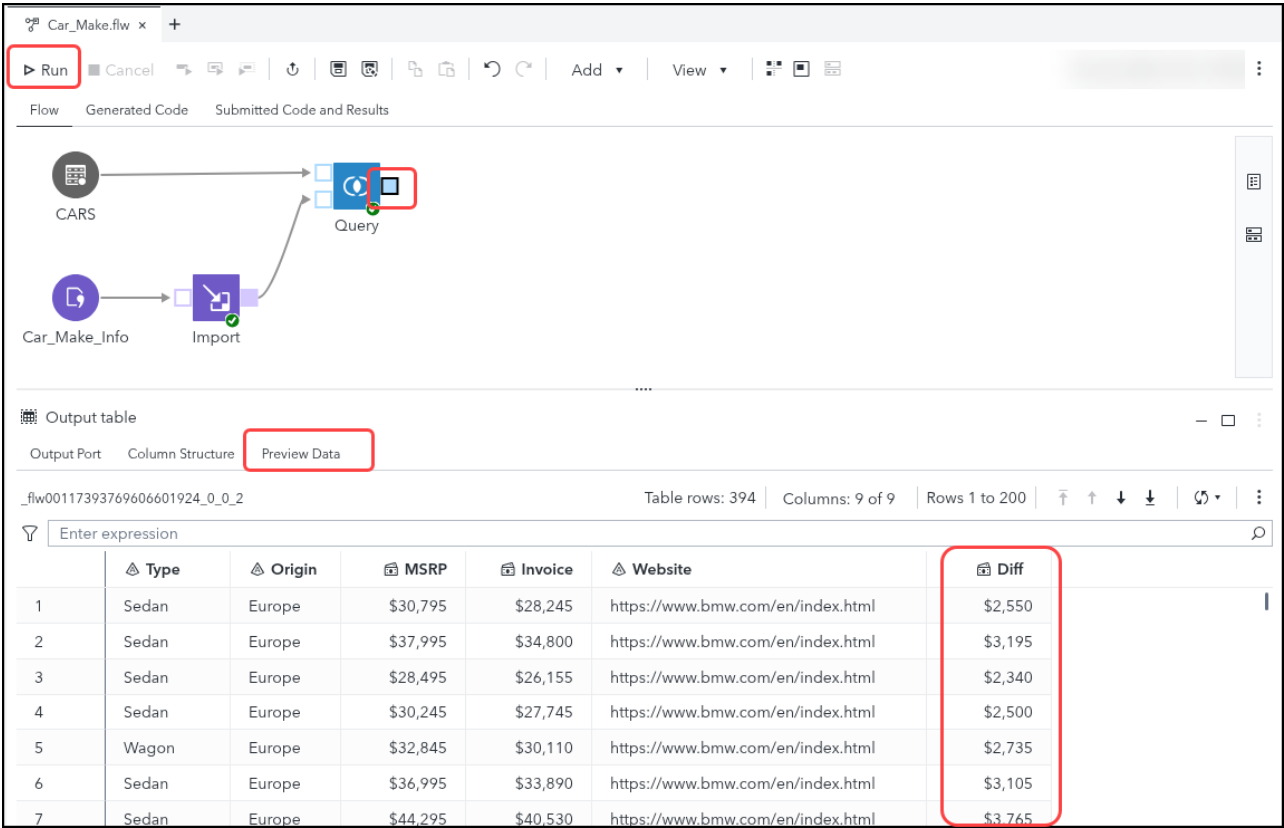 Car_Make.flw × +
Run Cancel Add View
Flow Generated Code Submitted Code and Results
CARS
Query
Car_Make_Info
Import
Output table
Output Port Column Structure Preview Data
_flw00117393769606601924_0_0_2 Table rows: 394 Columns: 9 of 9 Rows 1 to 200
Enter expression
Type Origin MSRP Invoice Website Diff
1 Sedan Europe $30,795 $28,245 https://www.bmw.com/en/index.html $2,550
2 Sedan Europe $37,995 $34,800 https://www.bmw.com/en/index.html $3,195
3 Sedan Europe $28,495 $26,155 https://www.bmw.com/en/index.html $2,340
4 Sedan Europe $30,245 $27,745 https://www.bmw.com/en/index.html $2,500
5 Wagon Europe $32,845 $30,110 https://www.bmw.com/en/index.html $2,735
6 Sedan Europe $36,995 $33,890 https://www.bmw.com/en/index.html $3,105
7 Sedan Europe $44,295 $40,530 https://www.bmw.com/en/index.html $3,765